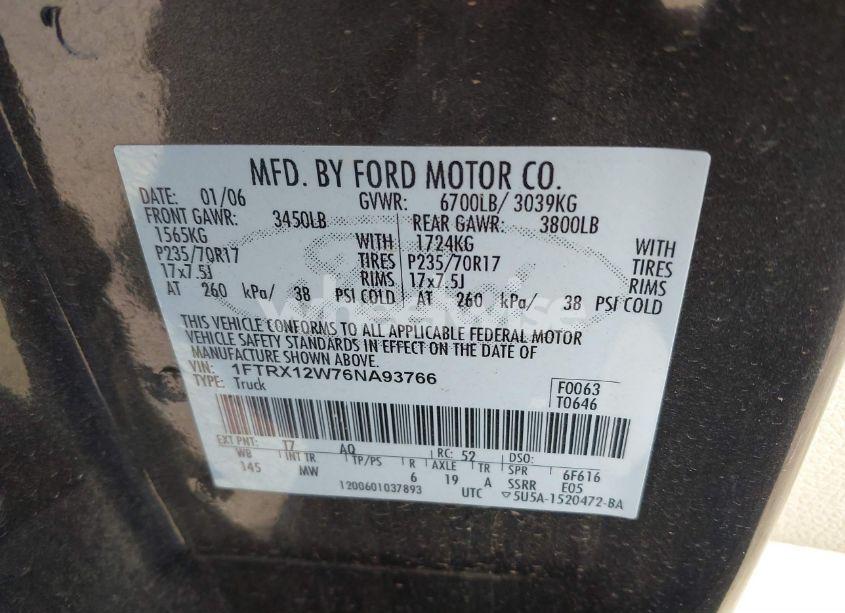 MFD. BY FORD MOTOR CO.
DATE: 01/06 GVWR: 6700LB/ 3039KG
FRONT GAWR: 3450LB REAR GAWR: 3800LB
1565KG WITH 1724KG WITH
P235/70R17 TIRES P235/70R17 TIRES
17x7.5J RIMS 17x7.5J RIMS
AT 260 kPa/ 38 PSI COLD AT 260 kPa/ 38 PSI COLD
wheelwise
THIS VEHICLE CONFORMS TO ALL APPLICABLE FEDERAL MOTOR
VEHICLE SAFETY STANDARDS IN EFFECT ON THE DATE OF
MANUFACTURE SHOWN ABOVE.
VIN: 1FTRX12W76NA93766 F0063
TYPE: Truck T0646
EXT PNT: T7 AQ RC: 52 DSO:
WB INT TR TP/PS R AXLE TR SPR 6F616
145 MW 6 19 A SSRR E05
1200601037893 UTC ▽5U5A-1520472-BA